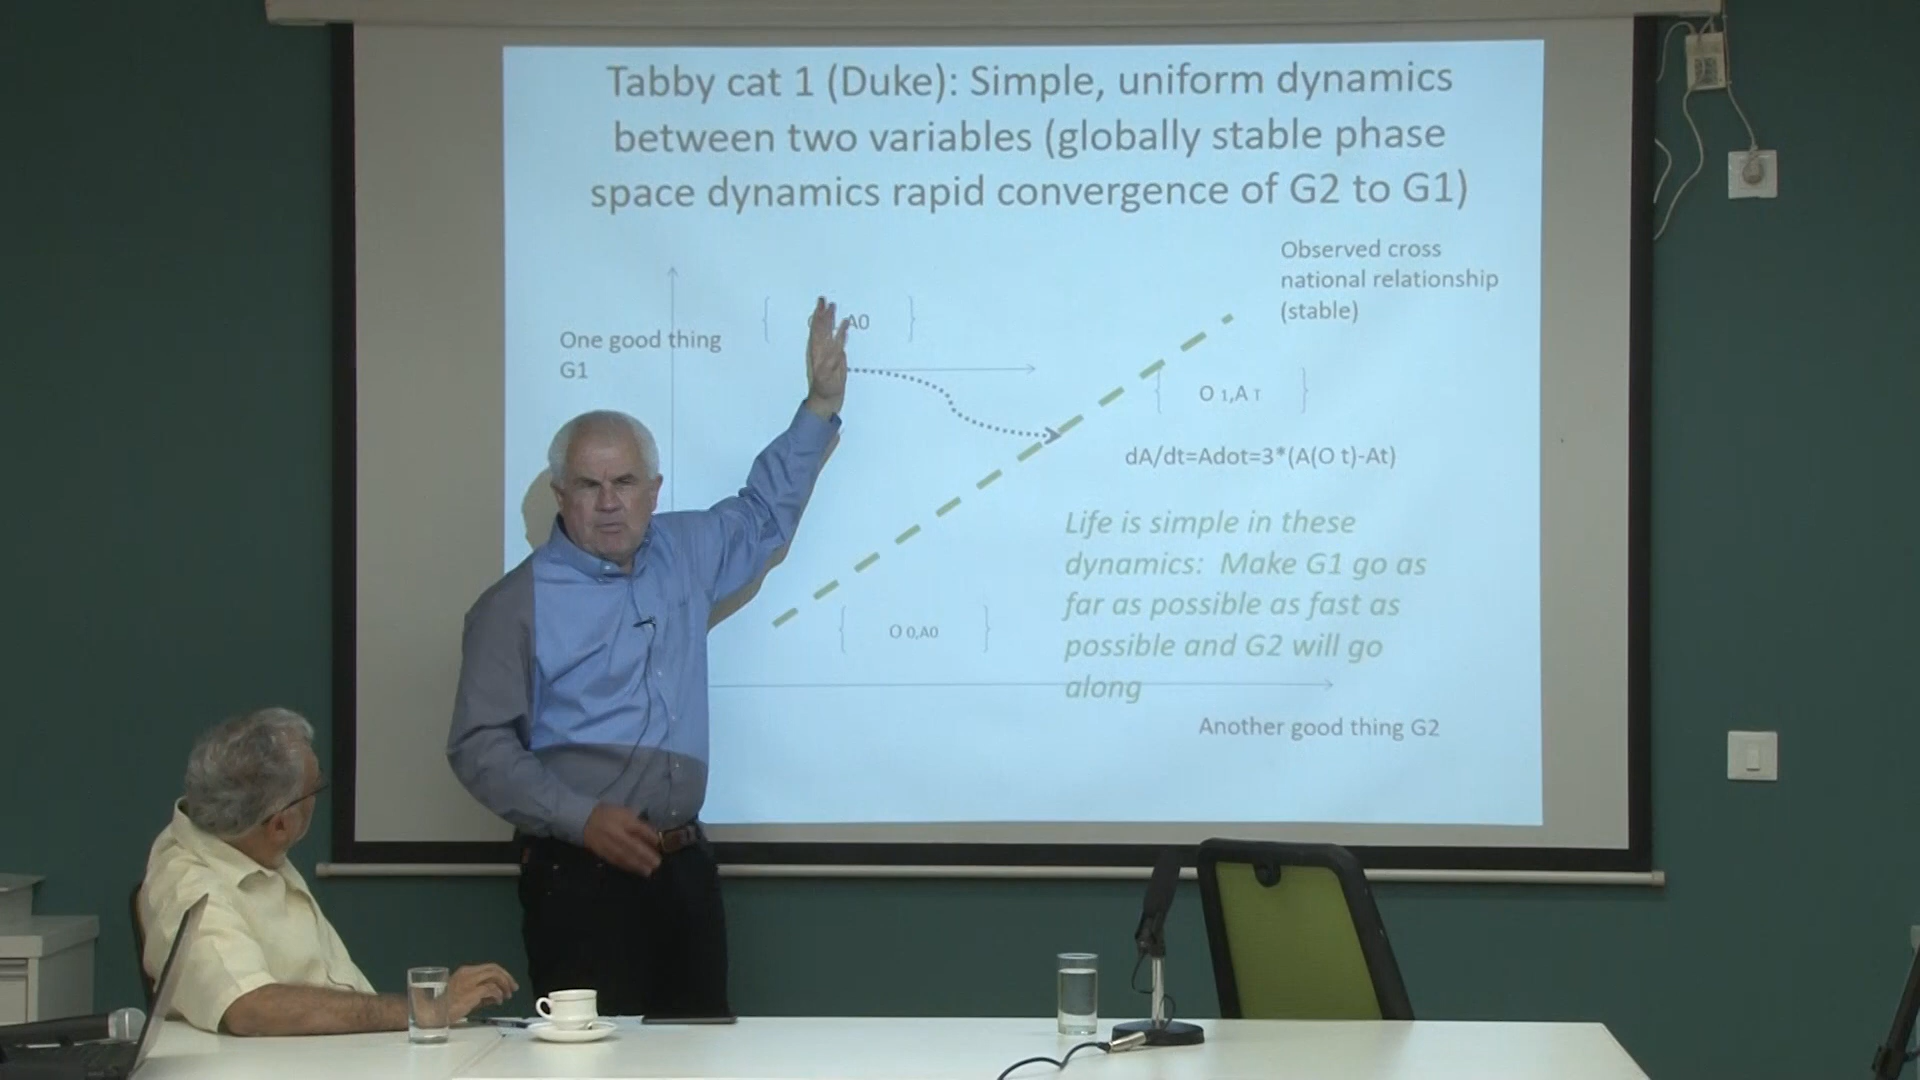 Tabby cat 1 (Duke): Simple, uniform dynamics
between two variables (globally stable phase
space dynamics rapid convergence of G2 to G1)
Observed cross
national relationship
(stable)
One good thing
G1
A0
O 1,A T
dA/dt=Adot=3*(A(O t)-At)
Life is simple in these
dynamics: Make G1 go as
far as possible as fast as
possible and G2 will go
along
O 0,A0
Another good thing G2